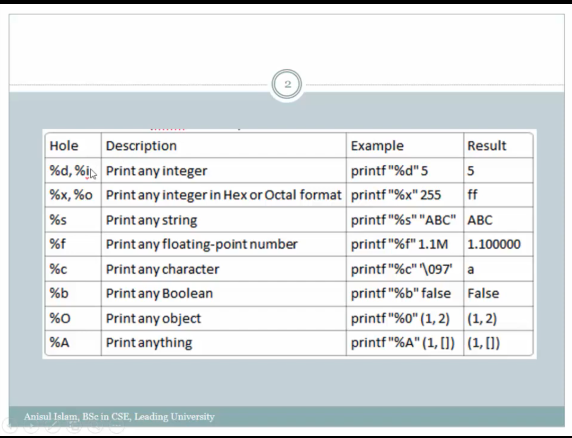 2
Hole Description Example Result
%d, %i Print any integer printf "%d" 5 5
%x, %o Print any integer in Hex or Octal format printf "%x" 255 ff
%s Print any string printf "%s" "ABC" ABC
%f Print any floating-point number printf "%f" 1.1M 1.100000
%c Print any character printf "%c" '\097' a
%b Print any Boolean printf "%b" false False
%O Print any object printf "%0" (1, 2) (1, 2)
%A Print anything printf "%A" (1, []) (1, [])
Anisul Islam, BSc in CSE, Leading University